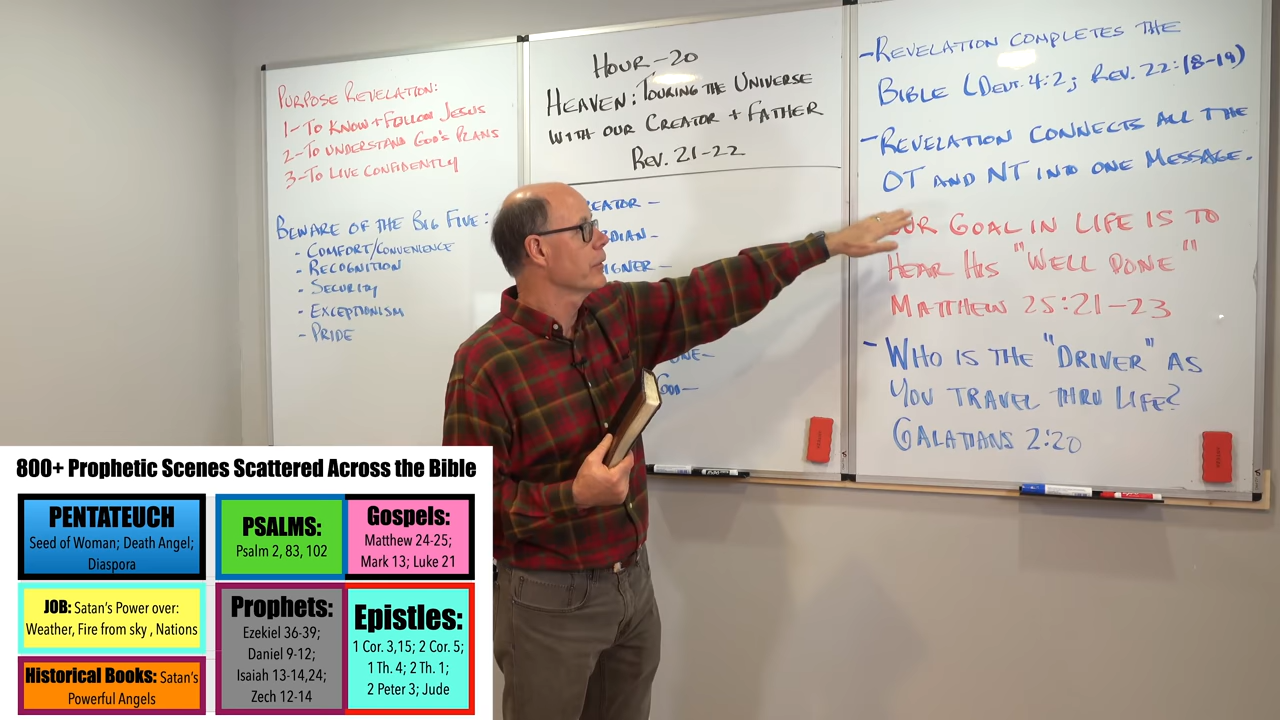 PURPOSE REVELATION:
1-TO KNOW+FOLLOW JESUS
2-TO UNDERSTAND GOD'S PLANS
3-TO LIVE CONFIDENTLY
BEWARE OF THE BIG FIVE:
- COMFORT/CONVENIENCE
- RECOGNITION
- SECURITY
- EXCEPTIONISM
- PRIDE
HOUR-20
HEAVEN: TOURING THE UNIVERSE
WITH OUR CREATOR + FATHER
REV. 21-22
EATOR -
DIAN -
IGNER -
ONE-
GOD-
-REVELATION COMPLETES THE
BIBLE (DEUT. 4:2; REV. 22:18-19)
-REVELATION CONNECTS ALL THE
OT AND NT INTO ONE MESSAGE.
UR GOAL IN LIFE IS TO
HEAR HIS "WELL DONE"
MATTHEW 25:21-23
- WHO IS THE "DRIVER" AS
YOU TRAVEL THRU LIFE?
GALATIANS 2:20
800+ Prophetic Scenes Scattered Across the Bible
PENTATEUCH
Seed of Woman; Death Angel;
Diaspora
JOB: Satan's Power over:
Weather, Fire from sky , Nations
Historical Books: Satan's
Powerful Angels
PSALMS:
Psalm 2, 83, 102
Gospels:
Matthew 24-25;
Mark 13; Luke 21
Prophets:
Ezekiel 36-39;
Daniel 9-12;
Isaiah 13-14,24;
Zech 12-14
Epistles:
1 Cor. 3,15; 2 Cor. 5;
1 Th. 4; 2 Th. 1;
2 Peter 3; Jude